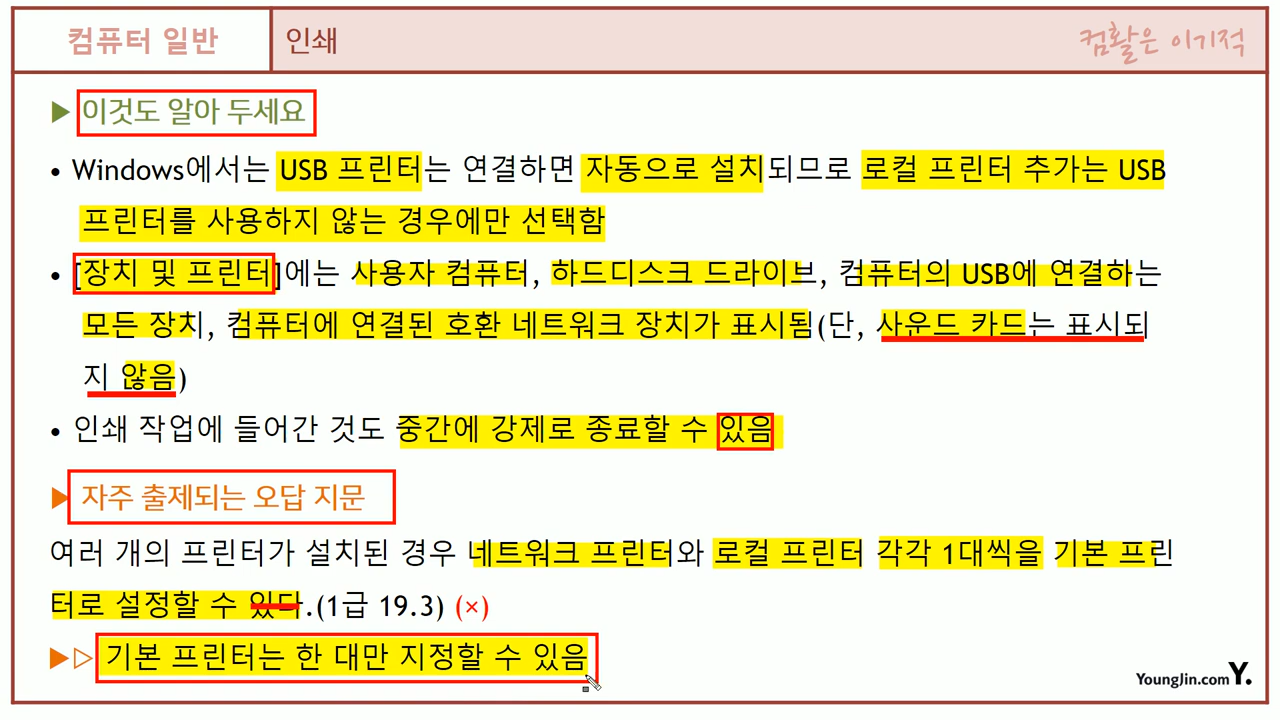 컴퓨터 일반
인쇄
컴활은 이기적
▶ 이것도 알아 두세요
• Windows에서는 USB 프린터는 연결하면 자동으로 설치되므로 로컬 프린터 추가는 USB
프린터를 사용하지 않는 경우에만 선택함
• [장치 및 프린터]에는 사용자 컴퓨터, 하드디스크 드라이브, 컴퓨터의 USB에 연결하는
모든 장치, 컴퓨터에 연결된 호환 네트워크 장치가 표시됨(단, 사운드 카드는 표시되
지 않음)
• 인쇄 작업에 들어간 것도 중간에 강제로 종료할 수 있음
▶ 자주 출제되는 오답 지문
여러 개의 프린터가 설치된 경우 네트워크 프린터와 로컬 프린터 각각 1대씩을 기본 프린
터로 설정할 수 있다.(1급 19.3) (×)
▶▷ 기본 프린터는 한 대만 지정할 수 있음
YoungJin.com Y.